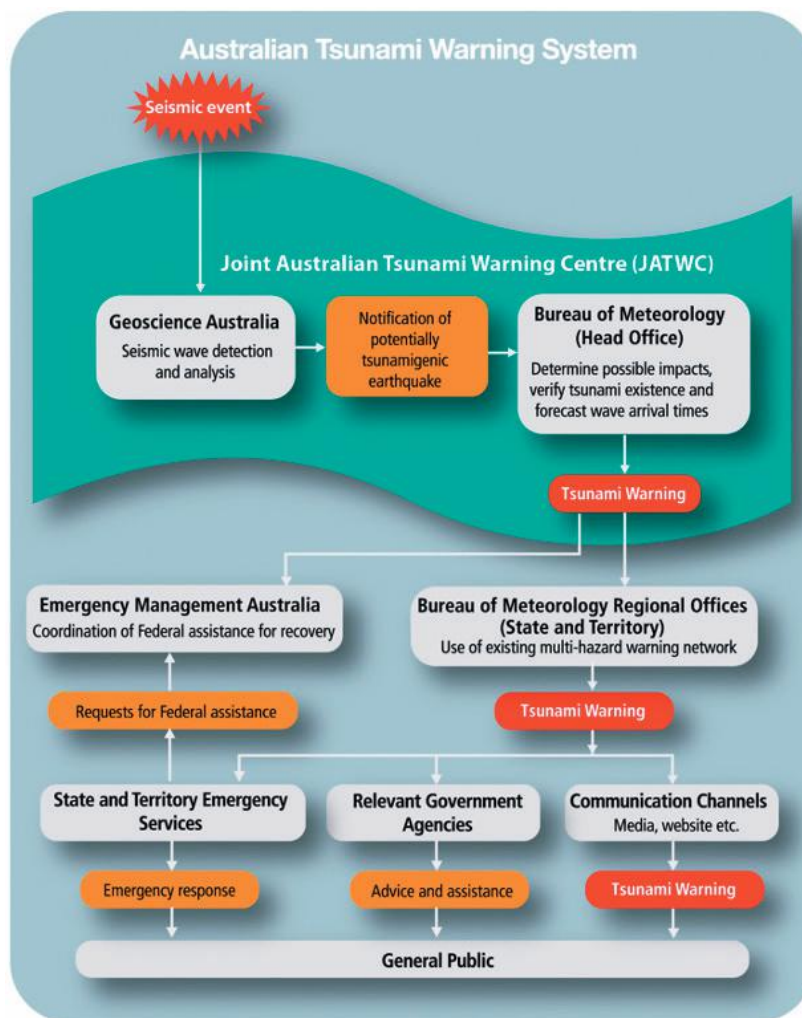 Australian Tsunami Warning System
Seismic event
Joint Australian Tsunami Warning Centre (JATWC)
Geoscience Australia
Seismic wave detection
and analysis
Notification of
potentially
tsunamigenic
earthquake
Bureau of Meteorology
(Head Office)
Determine possible impacts,
verify tsunami existence and
forecast wave arrival times
Tsunami Warning
Emergency Management Australia
Coordination of Federal assistance for recovery
Bureau of Meteorology Regional Offices
(State and Territory)
Use of existing multi-hazard warning network
Requests for Federal assistance
Tsunami Warning
State and Territory Emergency
Services
Relevant Government
Agencies
Communication Channels
Media, website etc.
Emergency response
Advice and assistance
Tsunami Warning
General Public